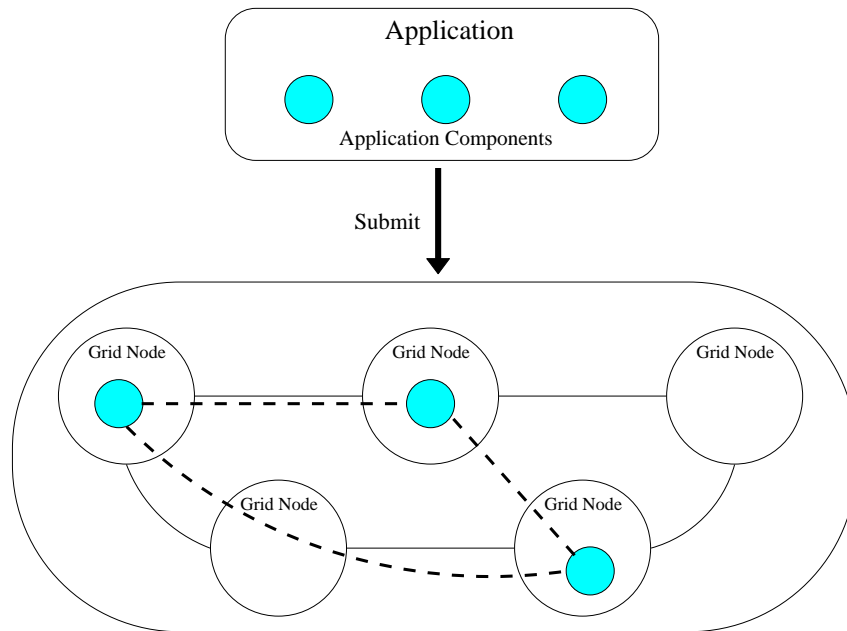 Application
Application Components
Submit
Grid Node
Grid Node
Grid Node
Grid Node
Grid Node